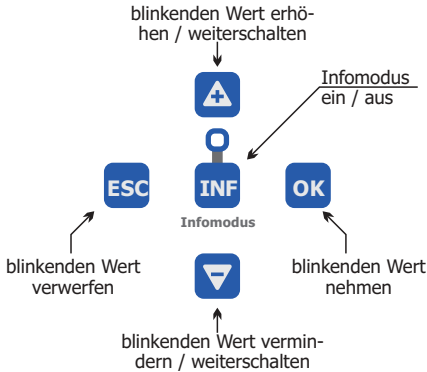 blinkenden Wert erhö-
hen / weiterschalten
Infomodus
ein / aus
+
ESC
INF
OK
Infomodus
blinkenden Wert
verwerfen
blinkenden Wert
nehmen
−
blinkenden Wert vermin-
dern / weiterschalten